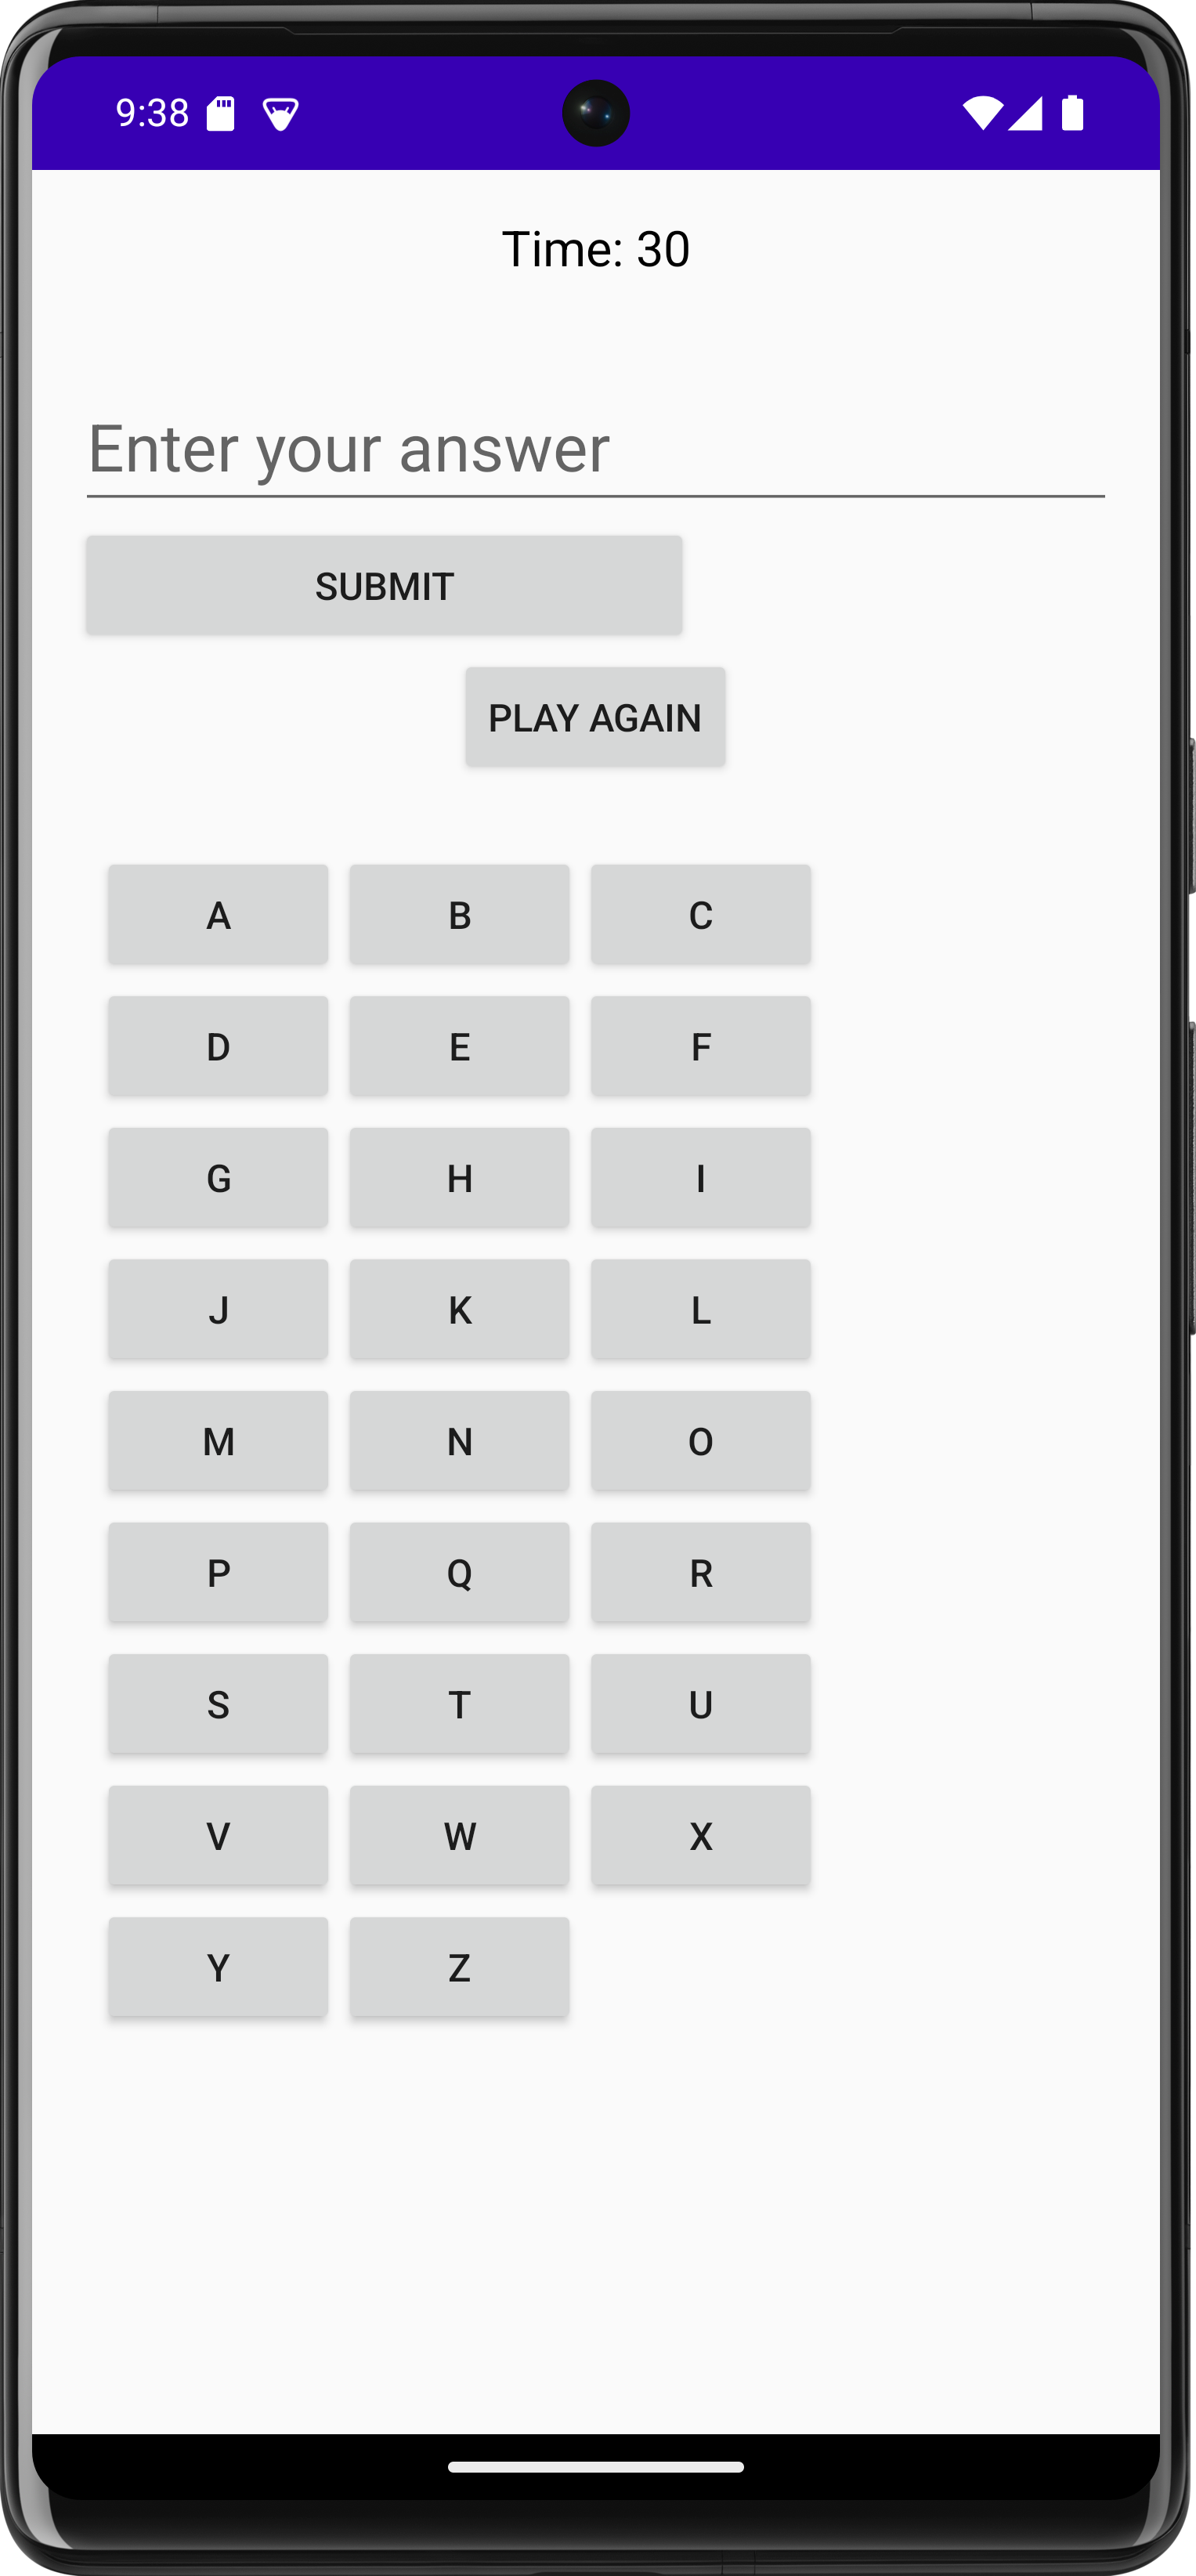 9:38
Time: 30
Enter your answer
SUBMIT
PLAY AGAIN
A B C
D E F
G H I
J K L
M N O
P Q R
S T U
V W X
Y Z